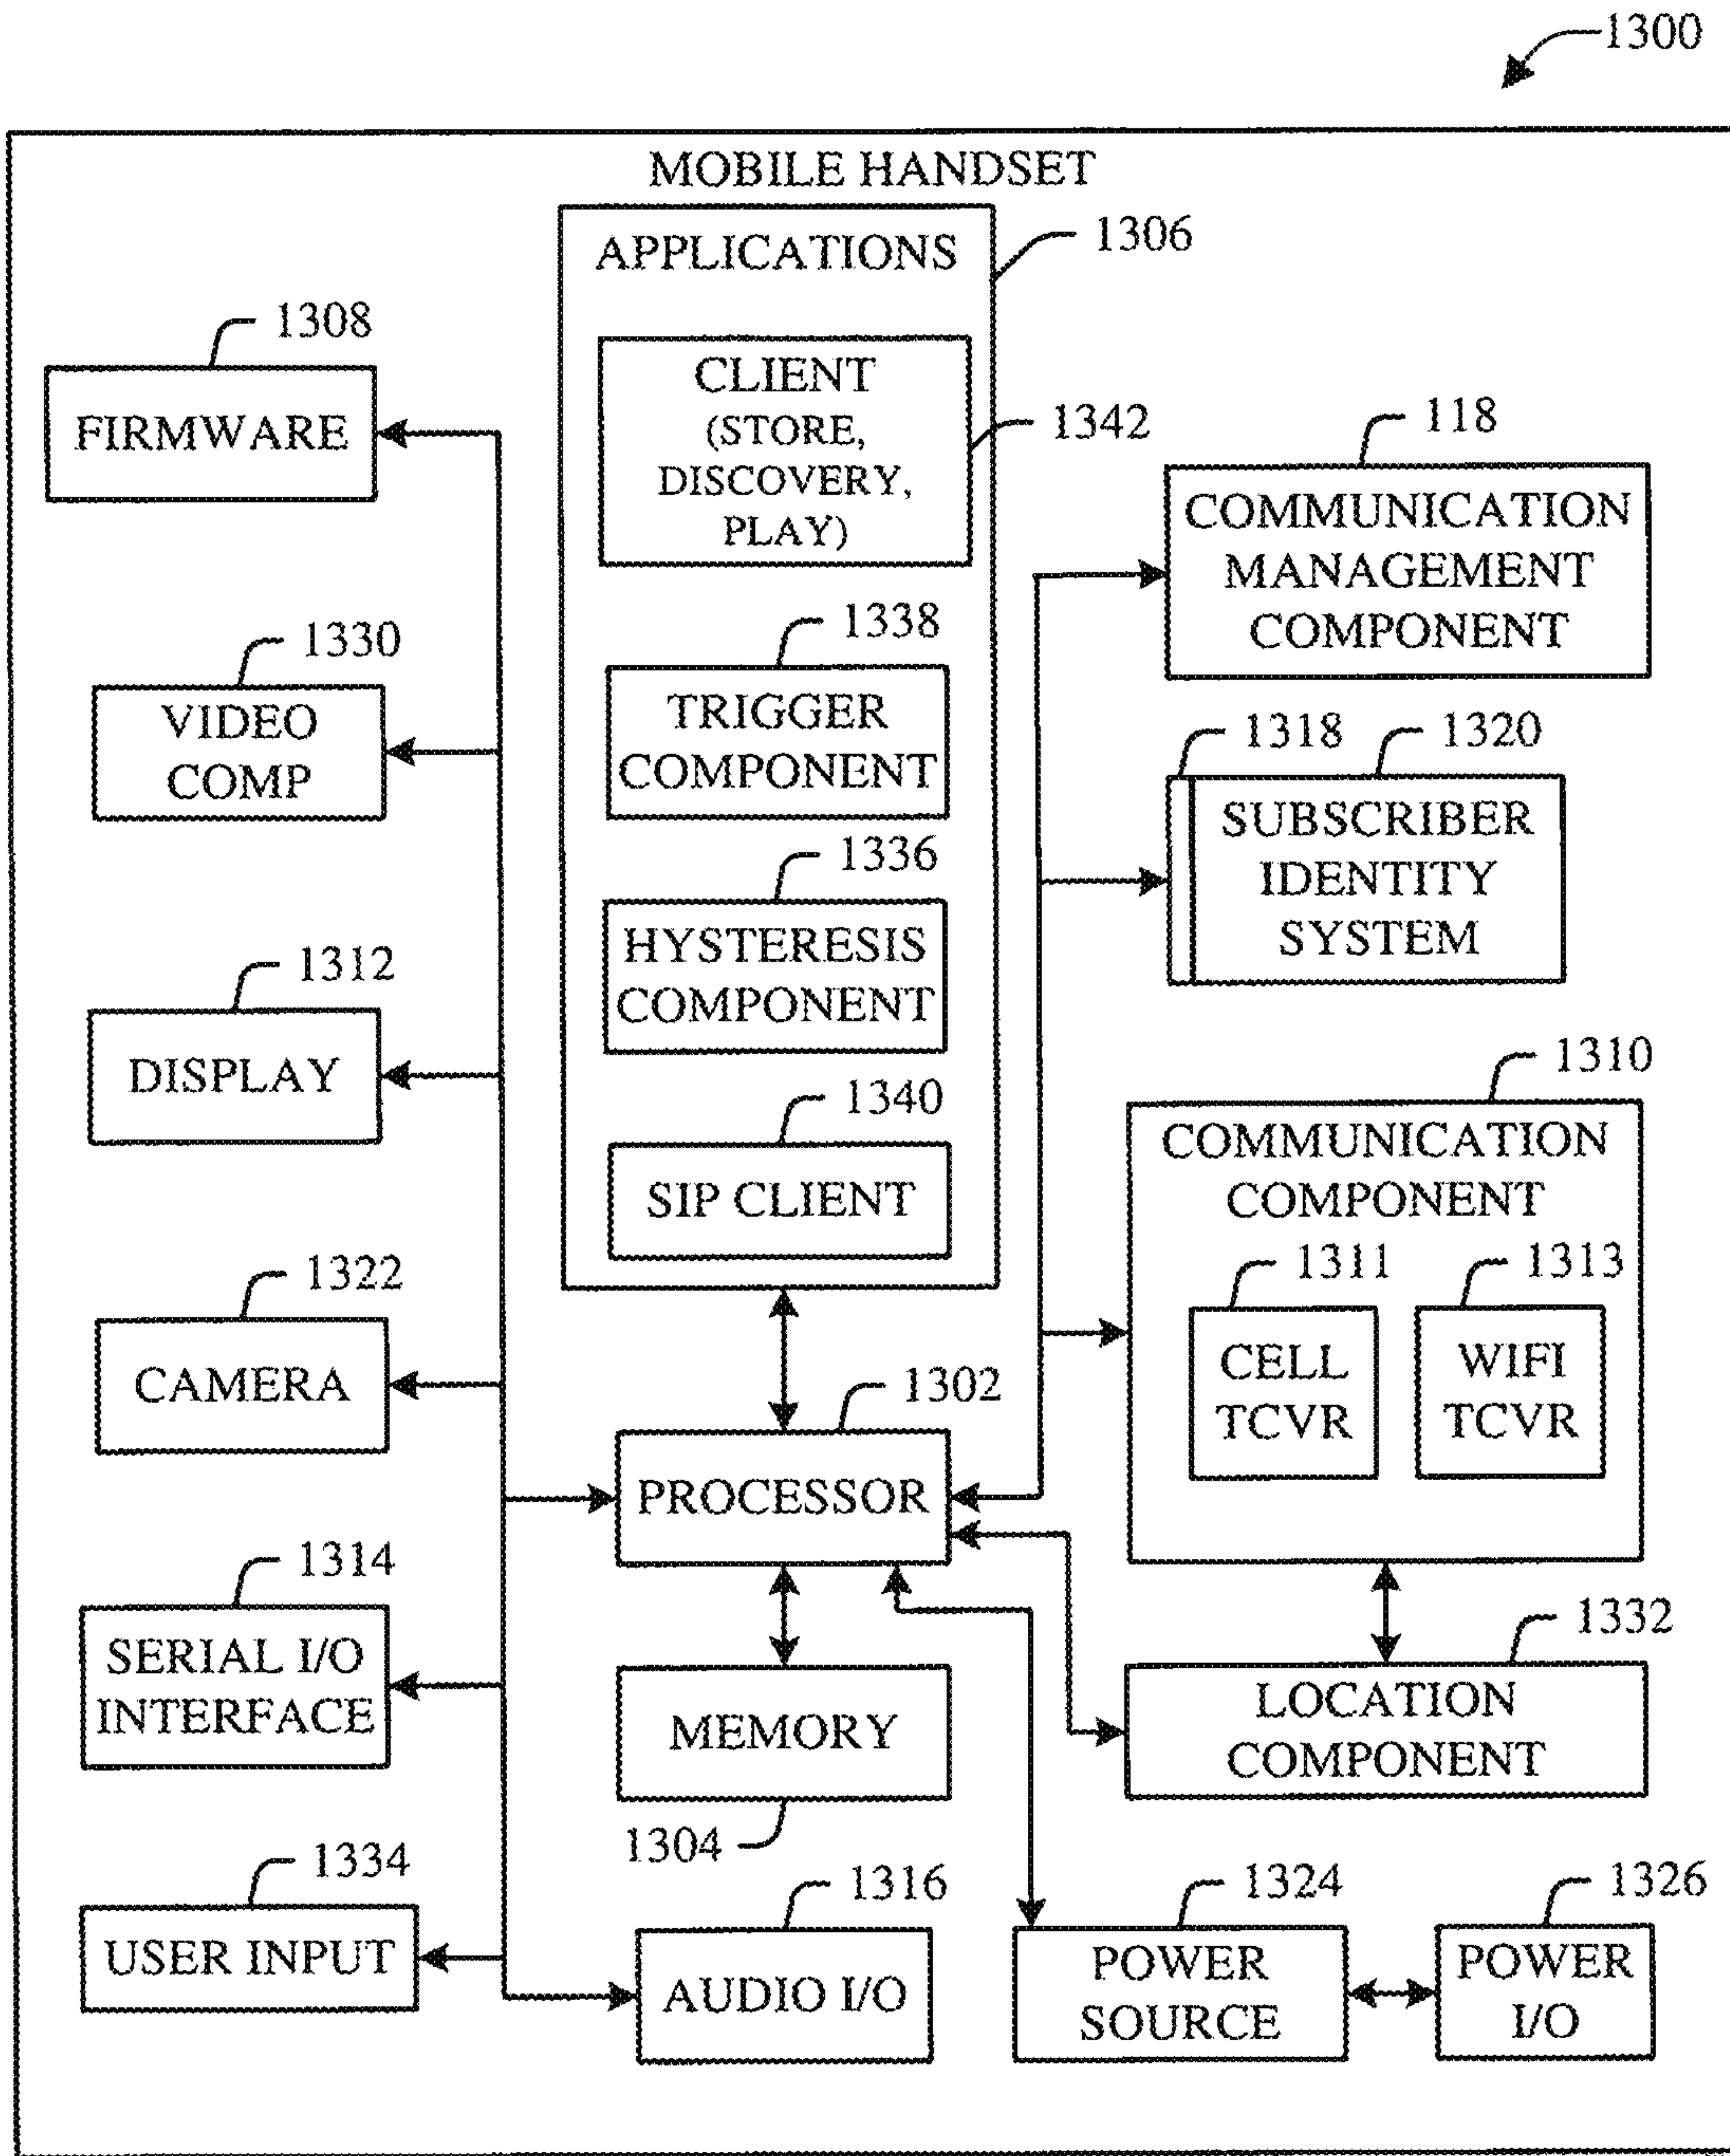 1300
MOBILE HANDSET
APPLICATIONS
1306
CLIENT
(STORE,
DISCOVERY,
PLAY)
1342
1338
TRIGGER
COMPONENT
1336
HYSTERESIS
COMPONENT
1340
SIP CLIENT
1308
FIRMWARE
1330
VIDEO
COMP
1312
DISPLAY
1322
CAMERA
1314
SERIAL I/O
INTERFACE
1334
USER INPUT
1302
PROCESSOR
MEMORY
1304
1316
AUDIO I/O
118
COMMUNICATION
MANAGEMENT
COMPONENT
1318
1320
SUBSCRIBER
IDENTITY
SYSTEM
1310
COMMUNICATION
COMPONENT
1311
CELL
TCVR
1313
WIFI
TCVR
1332
LOCATION
COMPONENT
1324
POWER
SOURCE
1326
POWER
I/O